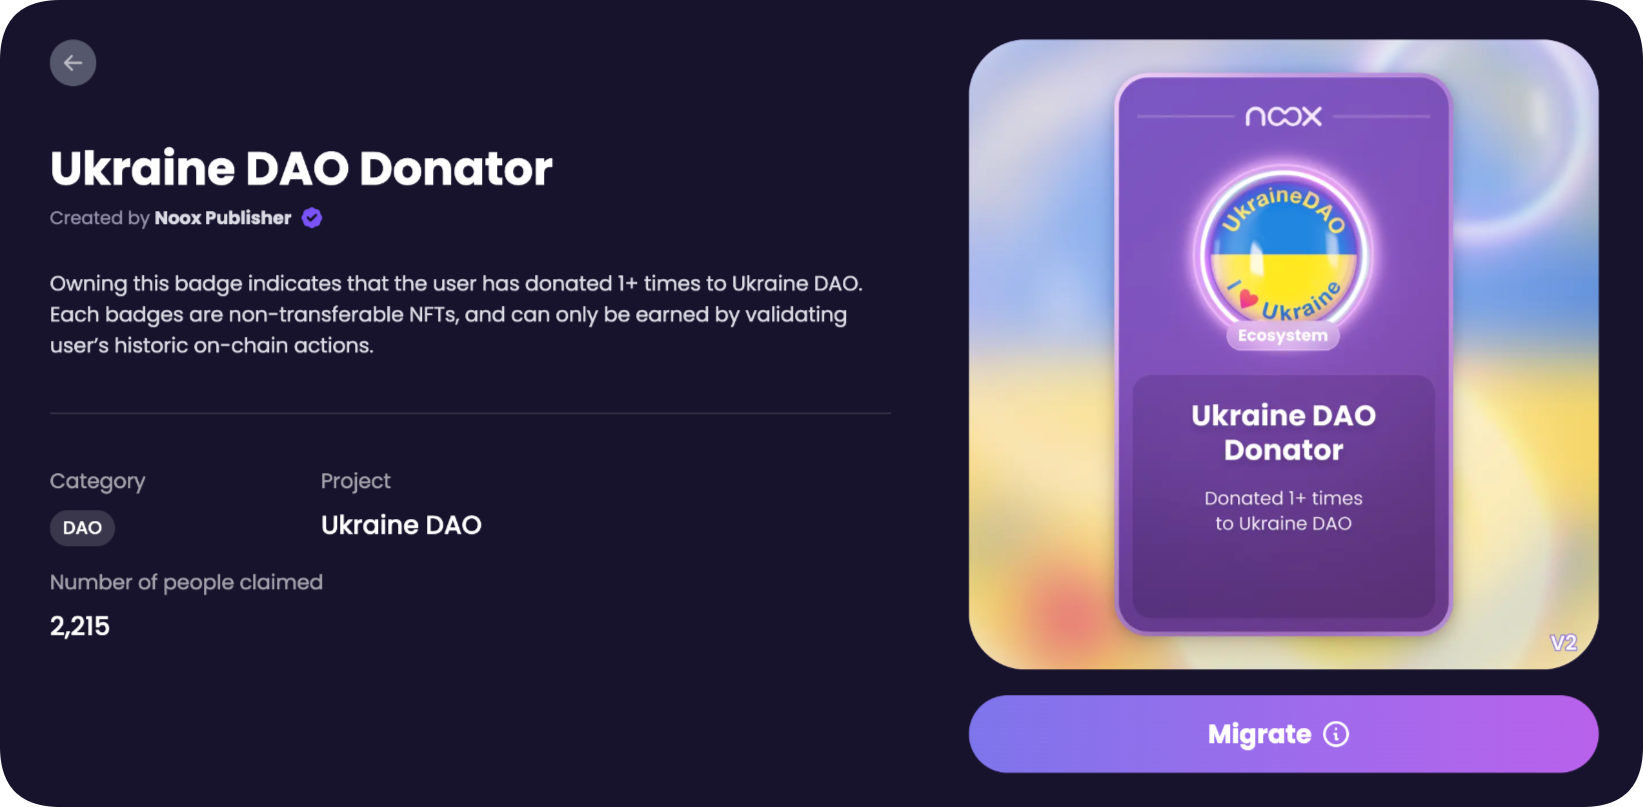 Ukraine DAO Donator
Created by Noox Publisher
Owning this badge indicates that the user has donated 1+ times to Ukraine DAO.
Each badges are non-transferable NFTs, and can only be earned by validating
user’s historic on-chain actions.
Category
Project
DAO
Ukraine DAO
Number of people claimed
2,215
noox
UkraineDAO
I ❤ Ukraine
Ecosystem
Ukraine DAO
Donator
Donated 1+ times
to Ukraine DAO
V2
Migrate